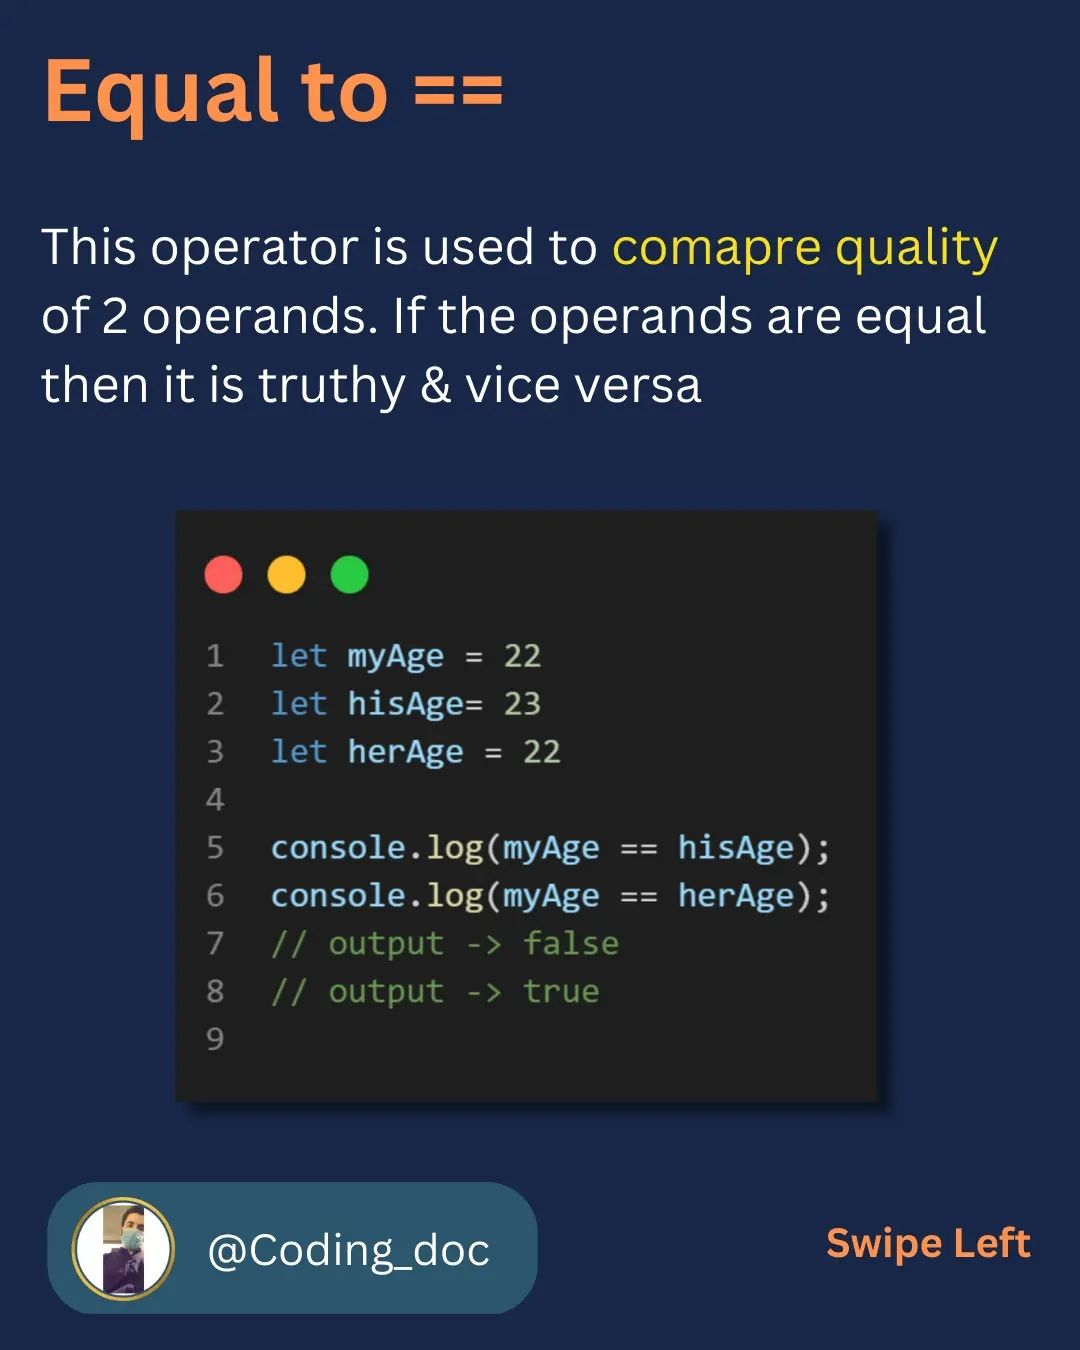 Equal to ==
This operator is used to comapre quality
of 2 operands. If the operands are equal
then it is truthy & vice versa
1 let myAge = 22
2 let hisAge= 23
3 let herAge = 22
4
5 console.log(myAge == hisAge);
6 console.log(myAge == herAge);
7 // output -> false
8 // output -> true
9
@Coding_doc
Swipe Left